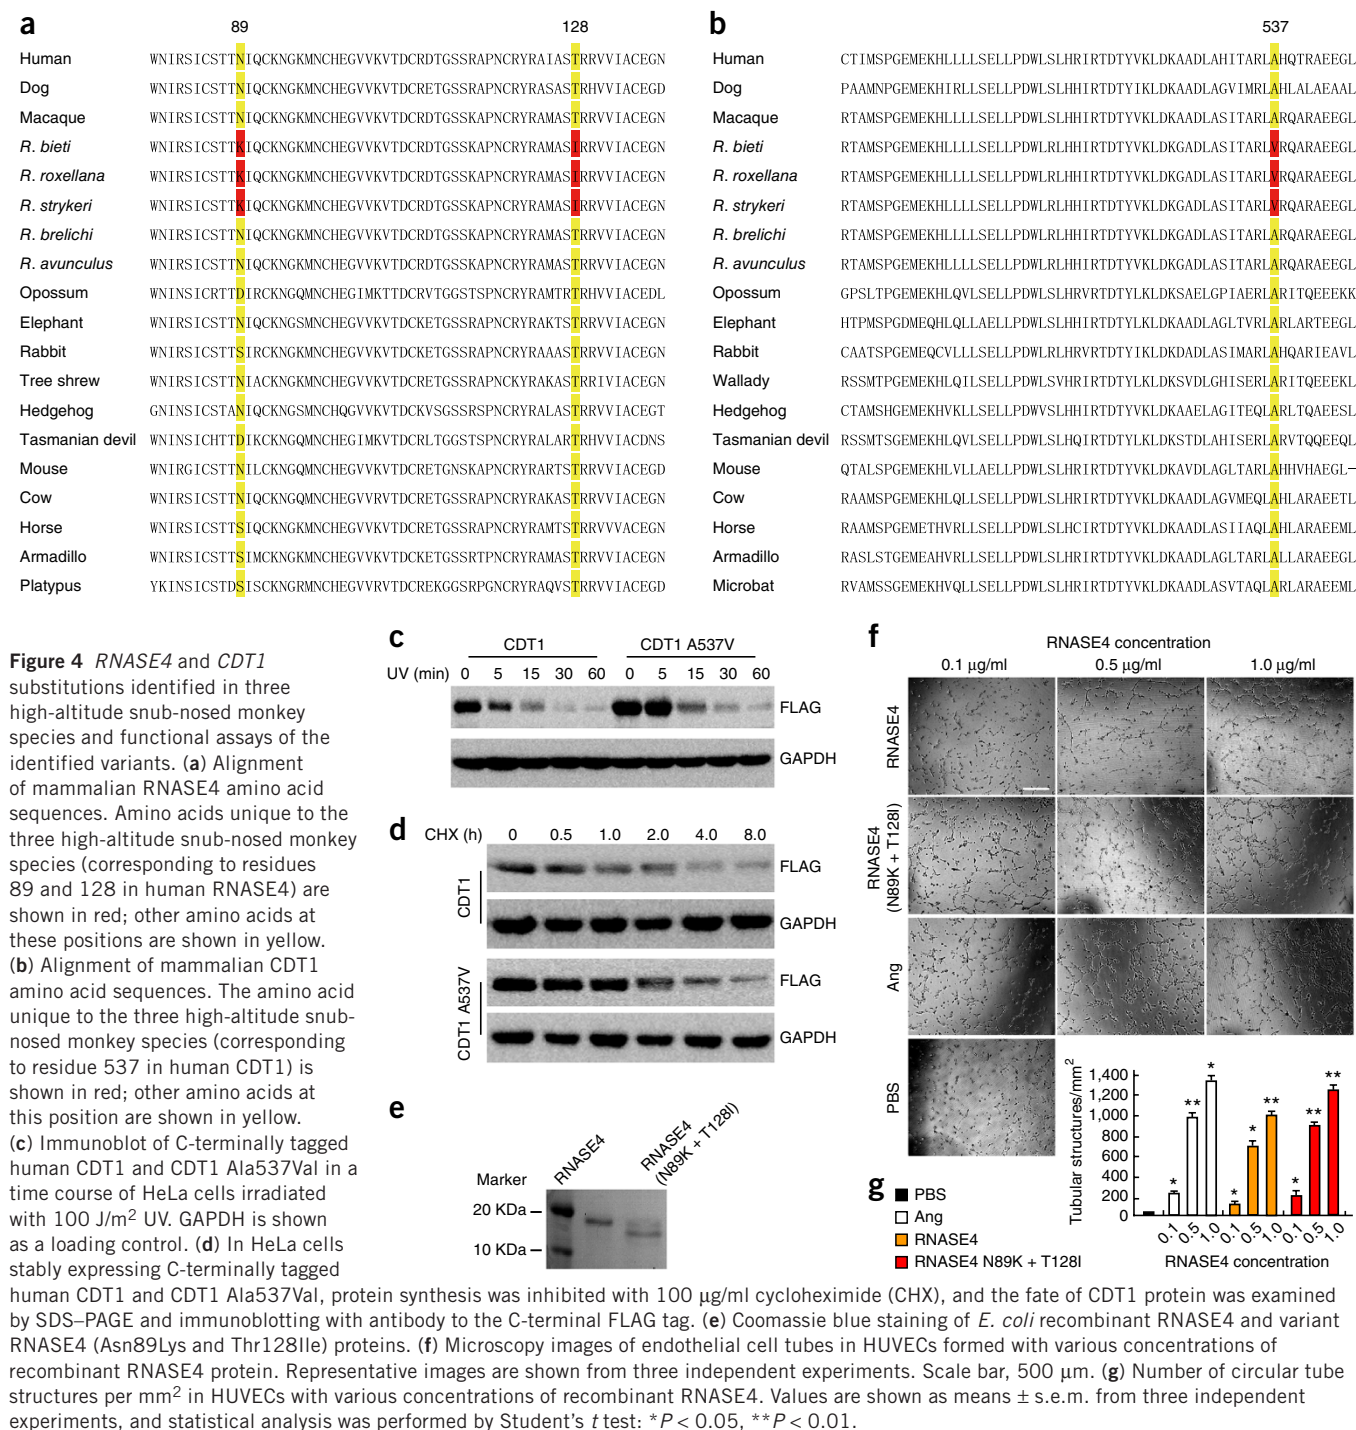 a
89
128
Human WNIRSICSTTNIQCKNGKMNCHEGVVKVTDCRDTGSSRAPNCRYRAIASTRRVVIACEGN
Dog WNIRSICSTTNIQCKNGKMNCHEGVVKVTDCRETGSSRAPNCRYRASASTRRVVIACEGD
Macaque WNIRSICSTTNIQCKNGKMNCHEGVVKVTDCRDTGSSKAPNCRYRAMASTRRVVIACEGN
R. bieti WNIRSICSTTKIQCKNGKMNCHEGVVKVTDCRDTGSSKAPNCRYRAMASIRRVVIACEGN
R. roxellana WNIRSICSTTKIQCKNGKMNCHEGVVKVTDCRDTGSSKAPNCRYRAMASIRRVVIACEGN
R. strykeri WNIRSICSTTKIQCKNGKMNCHEGVVKVTDCRDTGSSKAPNCRYRAMASIRRVVIACEGN
R. brelichi WNIRSICSTTNIQCKNGKMNCHEGVVKVTDCRDTGSSKAPNCRYRAMASTRRVVIACEGN
R. avunculus WNIRSICSTTNIQCKNGKMNCHEGVVKVTDCRDTGSSKAPNCRYRAMASTRRVVIACEGN
Opossum WNINSICRTTDIRCKNGQMNCHEGIMKTTDCRVTGGSTSPNCRYRAMTRTRHVVIACEDL
Elephant WNIRSICSTTNIQCKNGSMNCHEGVVKVTDCRETGSSRAPNCRYRAKTSTRRVVIACEGN
Rabbit WNIRSICSTTSIRCKNGKMNCHEGVVKVTDCRETGSSRAPNCRYRAAASTRRVVIACEGN
Tree shrew WNIRSICSTTNIACKNGKMNCHEGVVKVTDCRETGSSRAPNCRYRAKASTRRIVIACEGN
Hedgehog GNINSICSTANIQCKNGSMNCHQGVVKVTDCKVSGSSRSPNCRYRALASTRRVVIACEGT
Tasmanian devil WNINSICHTTDIKCKNGQMNCHEGIMKVTDCRLTGGSTSPNCRYRALARTRHVVIACDNS
Mouse WNIRGICSTTNILCKNGQMNCHEGVVKVTDCRETGNSKAPNCRYRARTSTRRVVIACEGN
Cow WNIRSICSTTNIQCKNGQMNCHEGVVRVTDCRETGSSRAPNCRYRAKASTRRVVIACEGN
Horse WNIRSICSTTSIQCKNGKMNCHEGVVKVTDCRETGSSRAPNCRYRAMTSTRRVVIACEGN
Armadillo WNIRSICSTTSIMCKNGKMNCHEGVVKVTDCKETGSSRTPNCRYRAMASTRRVVIACEGN
Platypus YKINSICSTDSISCKNGRMNCHEGVVRVTDCREKGGSRPGNCRYRAQVSTRRVVIACEGD
b
537
Human CTIMSPGEMEKHLLLLSELLPDWLSLHRIRTDTYVKLDKAADLAHITARLAHQTRAEEGL
Dog PAAMNPGEMEKHIRLLSELLPDWLSLHHIRTDTYIKLDKAADLAGVIMRLAHLALAEAAL
Macaque RTAMSPGEMEKHLLLLSELLPDWLSLHHIRTDTYVKLDKAADLASITARLARQARAEEGL
R. bieti RTAMSPGEMEKHLLLLSELLPDWLRLHHIRTDTYVKLDKGADLASITARLVRQARAEEGL
R. roxellana RTAMSPGEMEKHLLLLSELLPDWLRLHHIRTDTYVKLDKGADLASITARLVRQARAEEGL
R. strykeri RTAMSPGEMEKHLLLLSELLPDWLRLHHIRTDTYVKLDKGADLASITARLVRQARAEEGL
R. brelichi RTAMSPGEMEKHLLLLSELLPDWLRLHHIRTDTYVKLDKGADLASITARLARQARAEEGL
R. avunculus RTAMSPGEMEKHLLLLSELLPDWLRLHHIRTDTYVKLDKGADLASITARLARQARAEEGL
Opossum GPSLTPGEMEKHLQVLSELLPDWLSLHRVRTDTYIKLDKSAELGPIAERLARITQEEEKK
Elephant HTPMSPGDMEQHLQLLAELLPDWLSLHHIRTDTYVKLDKAADLAGLTVRLARLARTEEGL
Rabbit CAATSPGEMEQCVLLLSELLPDWLRLHRVRTDTYIKLDKDADLASIMARLAHQARIEAVL
Wallady RSSMTPGEMEKHLQILSELLPDWLSVHRIRTDTYLKLDKSVDLGHISERLARITQEEEKL
Hedgehog CTAMSHGEMEKHVKLLSELLPDWVSLHHIRTDTYVKLDKAAELAGITEQLARLTQAEESL
Tasmanian devil RSSMTSGEMEKHLQVLSELLPDWLSLHQIRTDTYVKLDKSTDLAHISERLARVTQQEEQL
Mouse QTALSPGEMEKHLVLLAELLPDWLSLHRIRTDTYVKLDKAVDLAGLTARLAHHVHAEGL-
Cow RAAMSPGEMEKHLQLLSELLPDWLSLHRIRTDTYVKLDKAADLAGVMEQLAHLARAEETL
Horse RAAMSPGEMETHVRLLSELLPDWLSLHCIRTDTYVKLDKAADLASIIAQLAHLARAEEML
Armadillo RASLSTGEMEAHVRLLSELLPDWLSLHRIRTDTYVKLDKAADLAGLTARLALLARAEEGL
Microbat RVAMSSGEMEKHVQLLSELLPDWLSLHRIRTDTYVKLDKAADLASVTAQLARLARAEEML
Figure 4 RNASE4 and CDT1
substitutions identified in three
high-altitude snub-nosed monkey
species and functional assays of the
identified variants. (a) Alignment
of mammalian RNASE4 amino acid
sequences. Amino acids unique to the
three high-altitude snub-nosed monkey
species (corresponding to residues
89 and 128 in human RNASE4) are
shown in red; other amino acids at
these positions are shown in yellow.
(b) Alignment of mammalian CDT1
amino acid sequences. The amino acid
unique to the three high-altitude snub-
nosed monkey species (corresponding
to residue 537 in human CDT1) is
shown in red; other amino acids at
this position are shown in yellow.
(c) Immunoblot of C-terminally tagged
human CDT1 and CDT1 Ala537Val in a
time course of HeLa cells irradiated
with 100 J/m2 UV. GAPDH is shown
as a loading control. (d) In HeLa cells
stably expressing C-terminally tagged
human CDT1 and CDT1 Ala537Val, protein synthesis was inhibited with 100 μg/ml cycloheximide (CHX), and the fate of CDT1 protein was examined
by SDS–PAGE and immunoblotting with antibody to the C-terminal FLAG tag. (e) Coomassie blue staining of E. coli recombinant RNASE4 and variant
RNASE4 (Asn89Lys and Thr128Ile) proteins. (f) Microscopy images of endothelial cell tubes in HUVECs formed with various concentrations of
recombinant RNASE4 protein. Representative images are shown from three independent experiments. Scale bar, 500 μm. (g) Number of circular tube
structures per mm2 in HUVECs with various concentrations of recombinant RNASE4. Values are shown as means ± s.e.m. from three independent
experiments, and statistical analysis was performed by Student's t test: *P < 0.05, **P < 0.01.
c
CDT1 CDT1 A537V
UV (min) 0 5 15 30 60 0 5 15 30 60
FLAG
GAPDH
d
CHX (h) 0 0.5 1.0 2.0 4.0 8.0
CDT1
FLAG
GAPDH
CDT1 A537V
FLAG
GAPDH
e
Marker
RNASE4
RNASE4
(N89K + T128I)
20 KDa
10 KDa
f
RNASE4 concentration
0.1 μg/ml 0.5 μg/ml 1.0 μg/ml
RNASE4
RNASE4
(N89K + T128I)
Ang
PBS
g
PBS
Ang
RNASE4
RNASE4 N89K + T128I
Tubular structures/mm2
1,400
1,200
1,000
800
600
400
200
0
* ** * * * ** * ** **
0.1 0.5 1.0 0.1 0.5 1.0 0.1 0.5 1.0
RNASE4 concentration